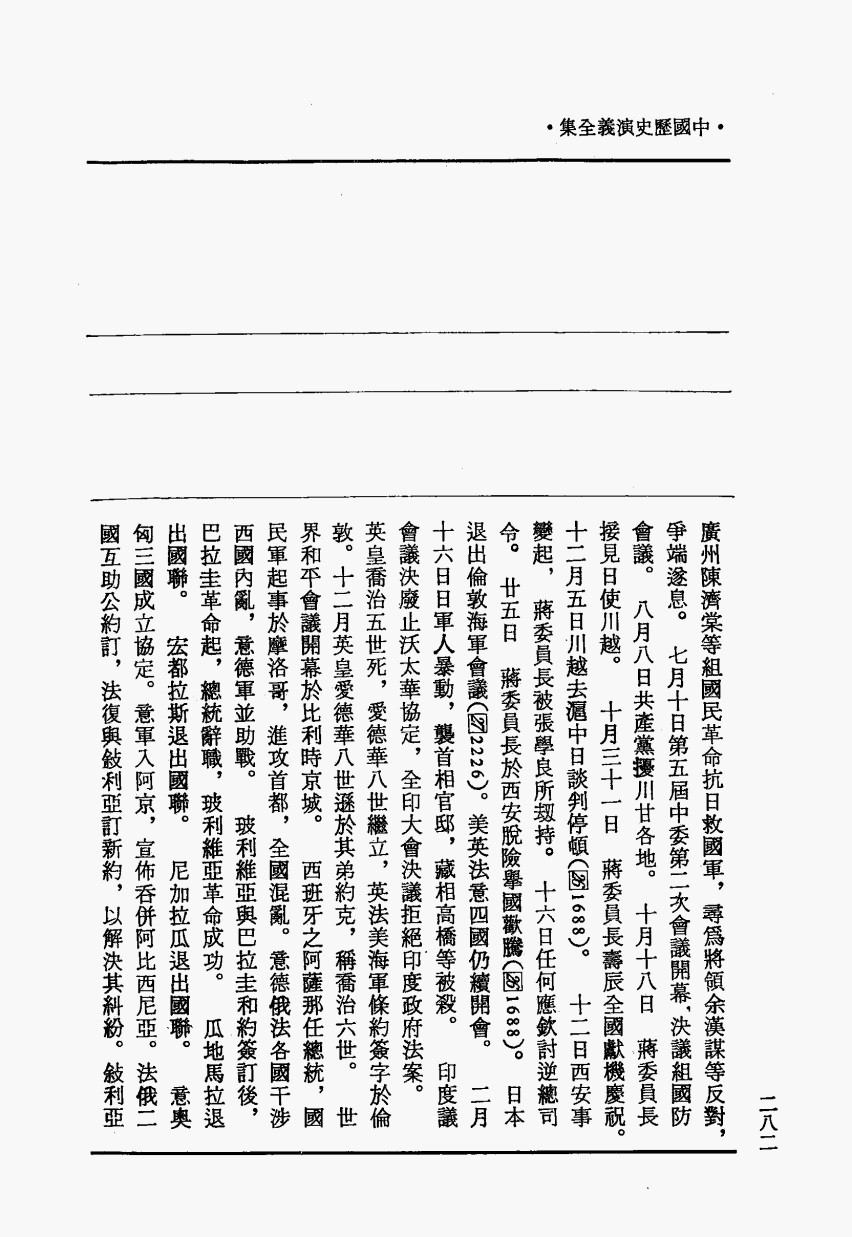 •中國歷史演義全集•
廣州陳濟棠等組國民革命抗日救國軍，尋爲將領余漢謀等反對，
爭端遂息。 七月十日第五屆中委第二次會議開幕，決議組國防
會議。 八月八日共產黨擾川甘各地。 十月十八日 蔣委員長
接見日使川越。 十月三十一日 蔣委員長壽辰全國獻機慶祝。
十二月五日川越去滬中日談判停頓（1688）。 十二日西安事
變起， 蔣委員長被張學良所刼持。 十六日任何應欽討逆總司
令。 廿五日 蔣委員長於西安脫險舉國歡騰（1688）。 日本
退出倫敦海軍會議（2226）。美英法意四國仍續開會。 二月
十六日日軍人暴動，襲首相官邸，藏相高橋等被殺。 印度議
會議決廢止沃太華協定，全印大會決議拒絕印度政府法案。
英皇喬治五世死，愛德華八世繼立，英法美海軍條約簽字於倫
敦。十二月英皇愛德華八世遜於其弟約克，稱喬治六世。 世
界和平會議開幕於比利時京城。 西班牙之阿薩那任總統，國
民軍起事於摩洛哥，進攻首都，全國混亂。意德俄法各國干涉
西國內亂，意德軍並助戰。 玻利維亞與巴拉圭和約簽訂後，
巴拉圭革命起，總統辭職，玻利維亞革命成功。 瓜地馬拉退
出國聯。 宏都拉斯退出國聯。 尼加拉瓜退出國聯。 意奧
匈三國成立協定。意軍入阿京，宣佈吞併阿比西尼亞。法俄二
國互助公約訂，法復與敍利亞訂新約，以解決其糾紛。敍利亞
二八二